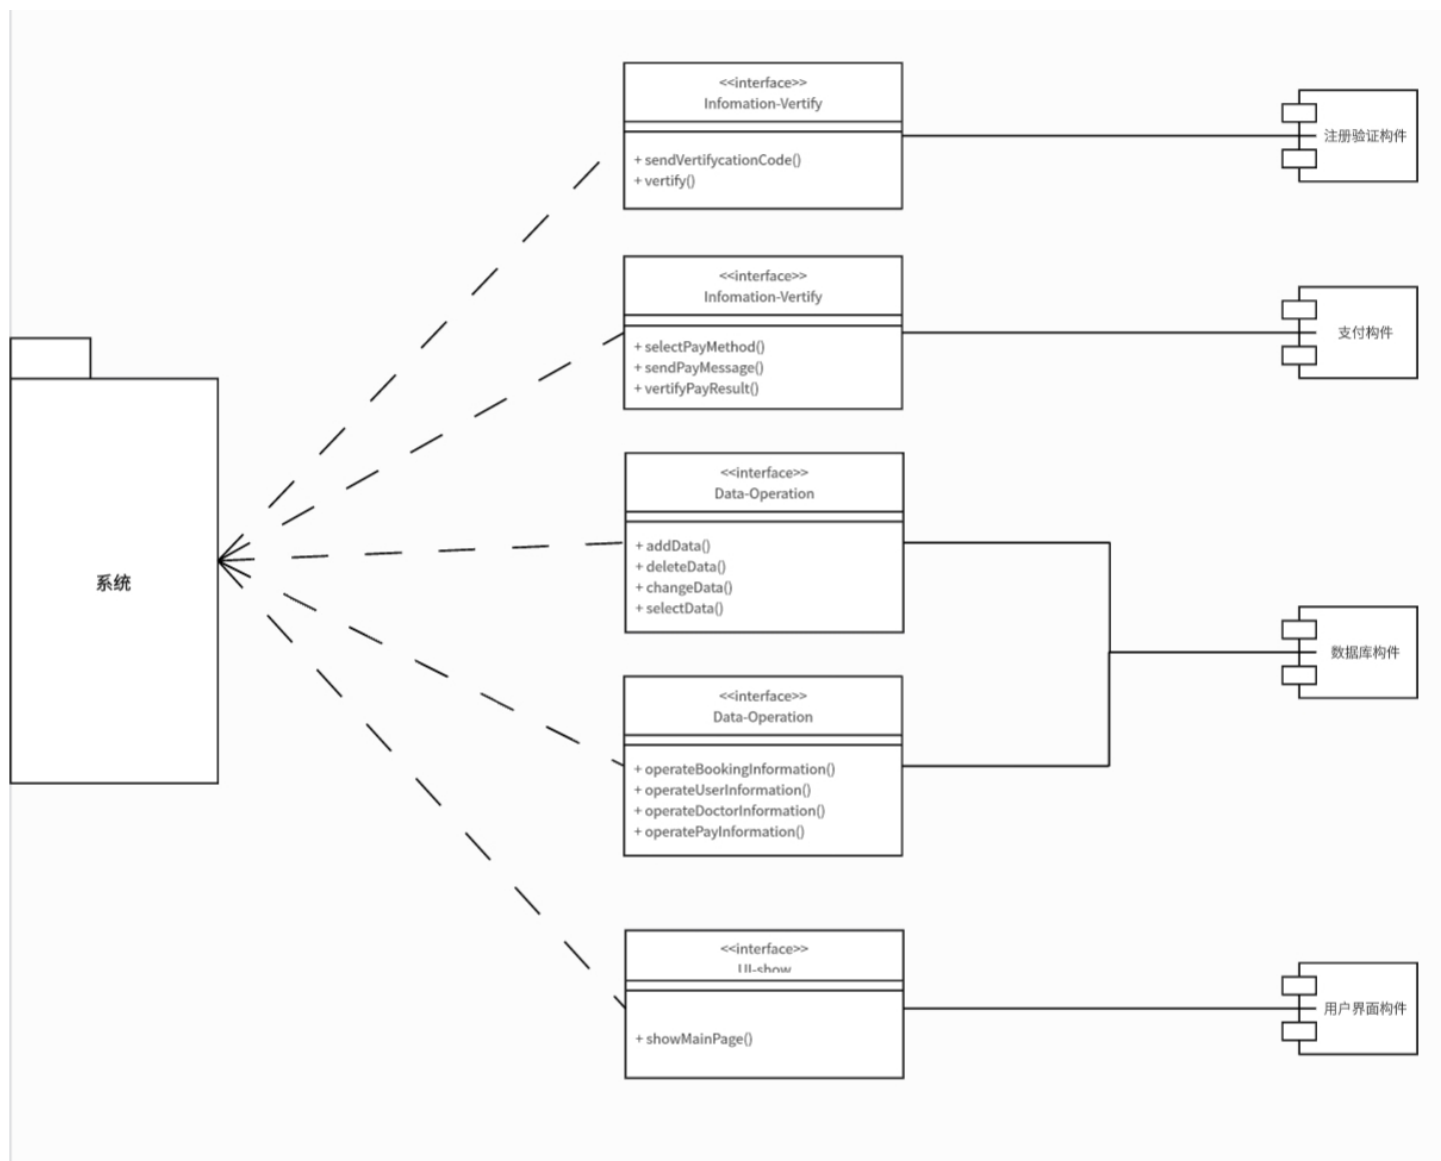 系统
<<interface>>
Infomation-Vertify
+ sendVertifycationCode()
+ vertify()
注册验证构件
<<interface>>
Infomation-Vertify
+ selectPayMethod()
+ sendPayMessage()
+ vertifyPayResult()
支付构件
<<interface>>
Data-Operation
+ addData()
+ deleteData()
+ changeData()
+ selectData()
<<interface>>
Data-Operation
+ operateBookingInformation()
+ operateUserInformation()
+ operateDoctorInformation()
+ operatePayInformation()
数据库构件
<<interface>>
UI-show
+ showMainPage()
用户界面构件